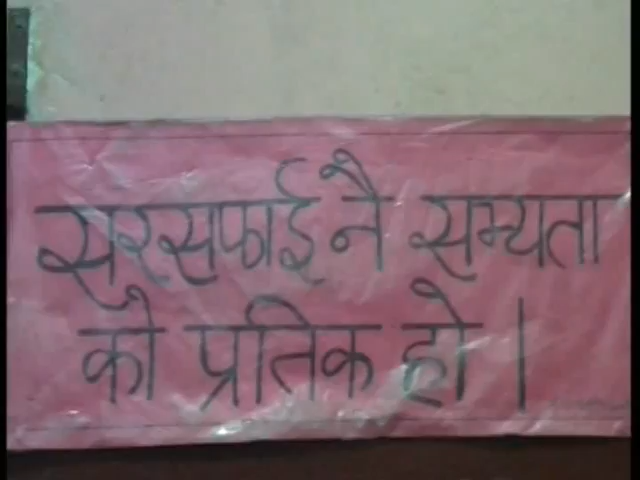 सरसफाई नै सभ्यता
को प्रतिक हो ।